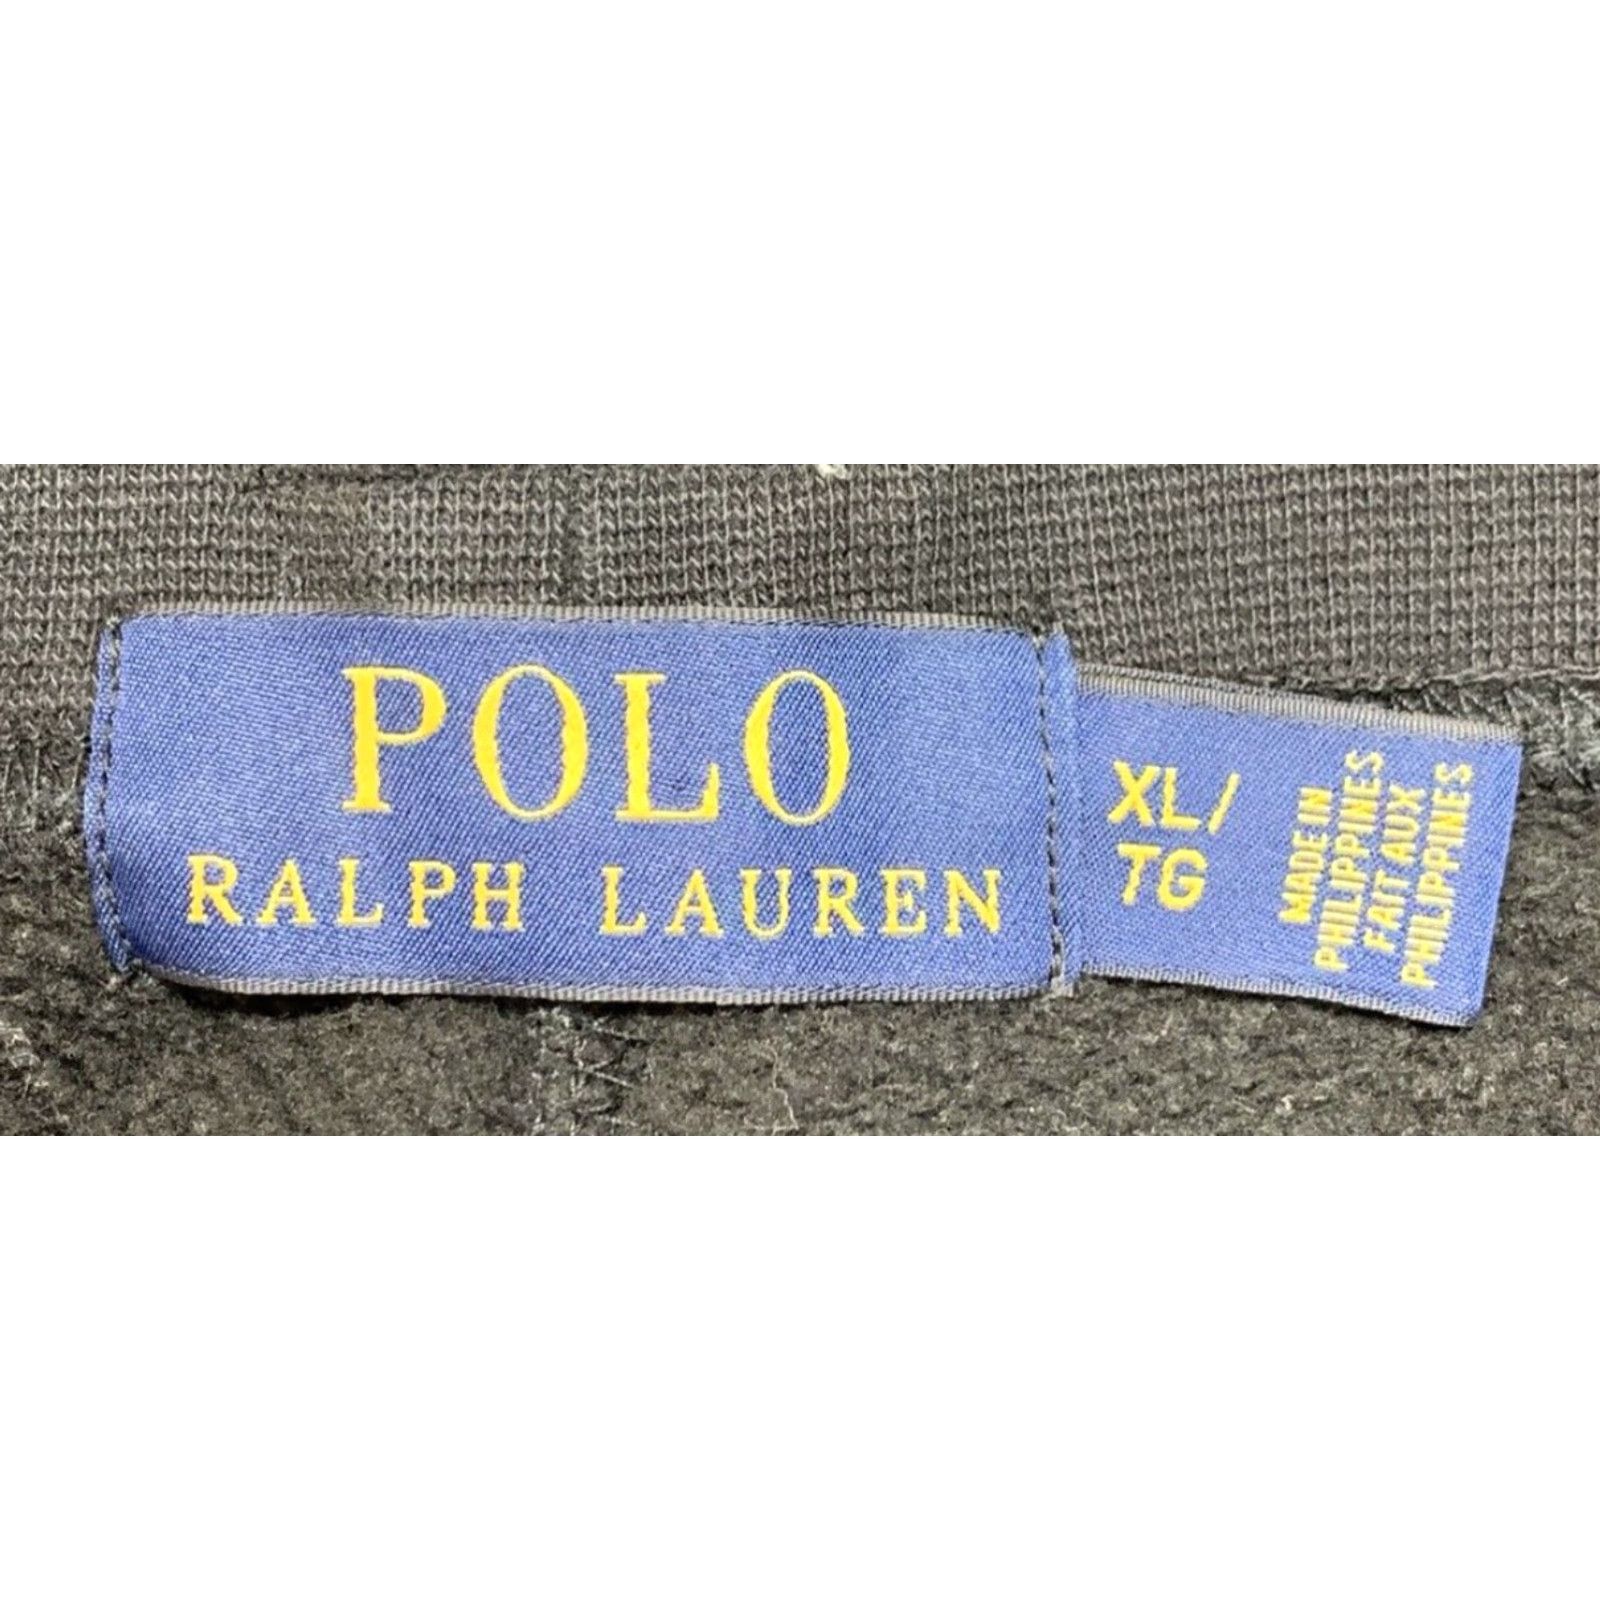 POLO
RALPH LAUREN
XL/
TG
MADE IN
PHILIPPINES
FAIT AUX
PHILIPPINES